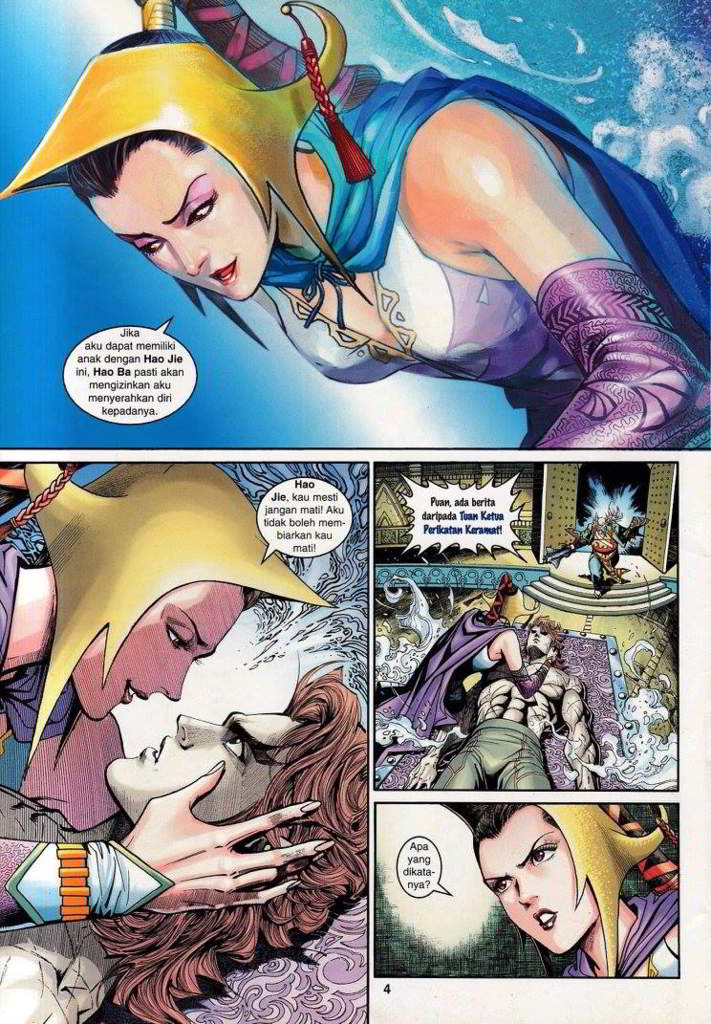 Jika
aku dapat memiliki
anak dengan Hao Jie
ini, Hao Ba pasti akan
mengizinkan aku
menyerahkan diri
kepadanya.
Hao
Jie, kau mesti
jangan mati! Aku
tidak boleh mem-
biarkan kau
mati!
Puan, ada berita
daripada Tuan Ketua
Perikatan Keramat!
Apa
yang
dikata-
nya?
4